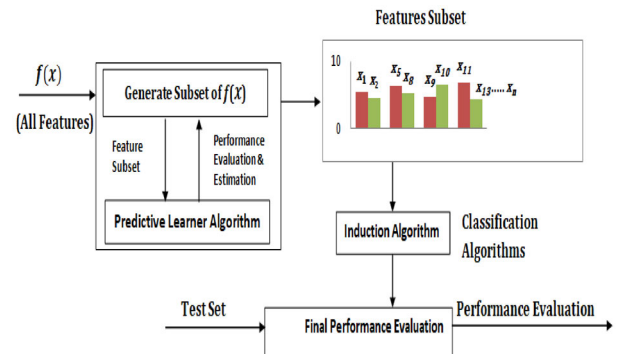 Features Subset
f(x)
(All Features)
Generate Subset of f(x)
Feature
Subset
Performance
Evaluation &
Estimation
Predictive Learner Algorithm
10
0
X1 X2
X5 X8
X9 X10
X11
X13..... Xn
Induction Algorithm
Classification
Algorithms
Test Set
Final Performance Evaluation
Performance Evaluation